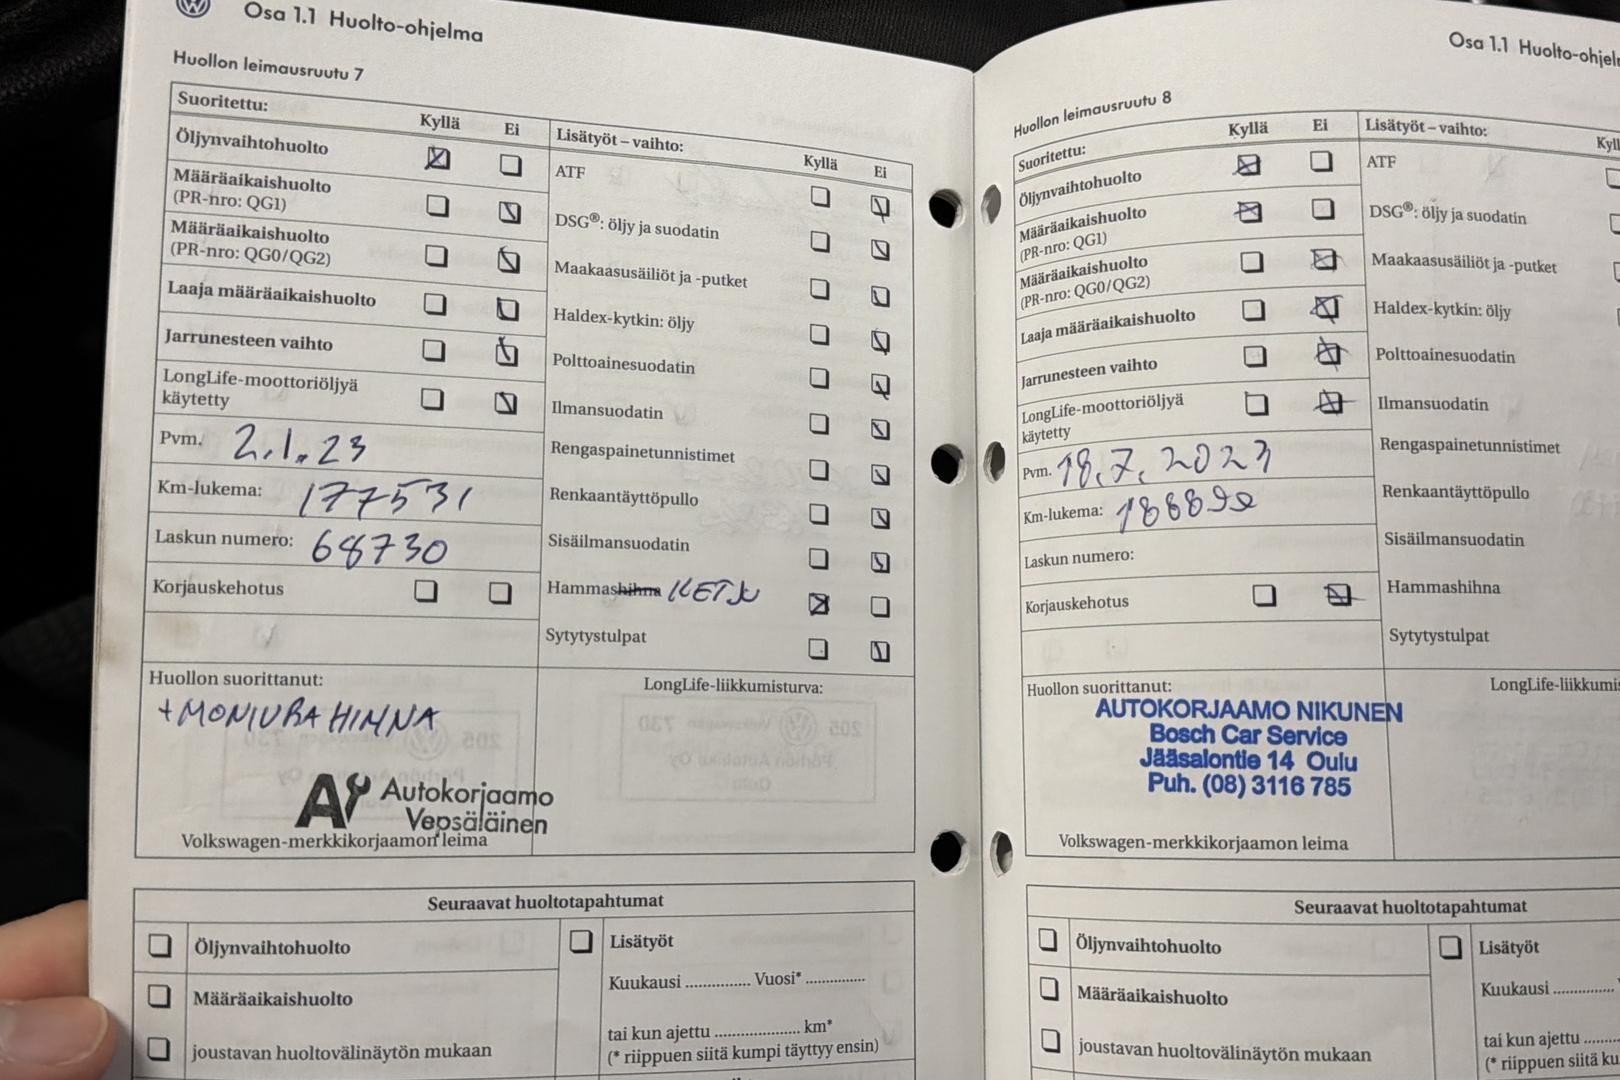 Osa 1.1 Huolto-ohjelma
Huollon leimausruutu 7
Suoritettu:
Kyllä Ei
Öljynvaihtohuolto
Määräaikaishuolto
(PR-nro: QG1)
Määräaikaishuolto
(PR-nro: QG0/QG2)
Laaja määräaikaishuolto
Jarrunesteen vaihto
LongLife-moottoriöljyä
käytetty
Pvm. 2.1.23
Km-lukema: 177531
Laskun numero: 68730
Korjauskehotus
Lisätyöt – vaihto:
Kyllä Ei
ATF
DSG®: öljy ja suodatin
Maakaasusäiliöt ja -putket
Haldex-kytkin: öljy
Polttoainesuodatin
Ilmansuodatin
Rengaspainetunnistimet
Renkaantäyttöpullo
Sisäilmansuodatin
Hammashihna KETJU
Sytytystulpat
Huollon suorittanut:
+MONIURAHIHNA
Autokorjaamo
Vepsäläinen
Volkswagen-merkkikorjaamon leima
LongLife-liikkumisturva:
Seuraavat huoltotapahtumat
Öljynvaihtohuolto
Määräaikaishuolto
joustavan huoltovälinäytön mukaan
Lisätyöt
Kuukausi ............... Vuosi* ..............
tai kun ajettu .................... km*
(* riippuen siitä kumpi täyttyy ensin)
Osa 1.1 Huolto-ohjel
Huollon leimausruutu 8
Suoritettu:
Kyllä Ei
Öljynvaihtohuolto
Määräaikaishuolto
(PR-nro: QG1)
Määräaikaishuolto
(PR-nro: QG0/QG2)
Laaja määräaikaishuolto
Jarrunesteen vaihto
LongLife-moottoriöljyä
käytetty
Pvm. 18.7.2023
Km-lukema:
Laskun numero:
Korjauskehotus
Lisätyöt – vaihto:
Kyll
ATF
DSG®: öljy ja suodatin
Maakaasusäiliöt ja -putket
Haldex-kytkin: öljy
Polttoainesuodatin
Ilmansuodatin
Rengaspainetunnistimet
Renkaantäyttöpullo
Sisäilmansuodatin
Hammashihna
Sytytystulpat
Huollon suorittanut:
AUTOKORJAAMO NIKUNEN
Bosch Car Service
Jääsalontie 14 Oulu
Puh. (08) 3116 785
Volkswagen-merkkikorjaamon leima
LongLife-liikkumis
Seuraavat huoltotapahtumat
Öljynvaihtohuolto
Määräaikaishuolto
joustavan huoltovälinäytön mukaan
Lisätyöt
Kuukausi ..............
tai kun ajettu ........
(* riippuen siitä ku